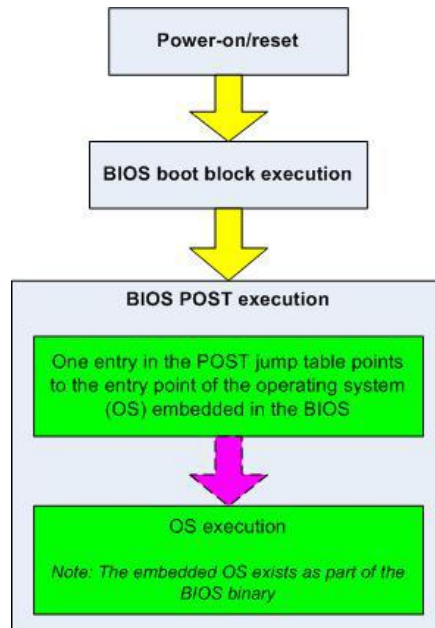 Power-on/reset
BIOS boot block execution
BIOS POST execution
One entry in the POST jump table points
to the entry point of the operating system
(OS) embedded in the BIOS
OS execution
Note: The embedded OS exists as part of the
BIOS binary